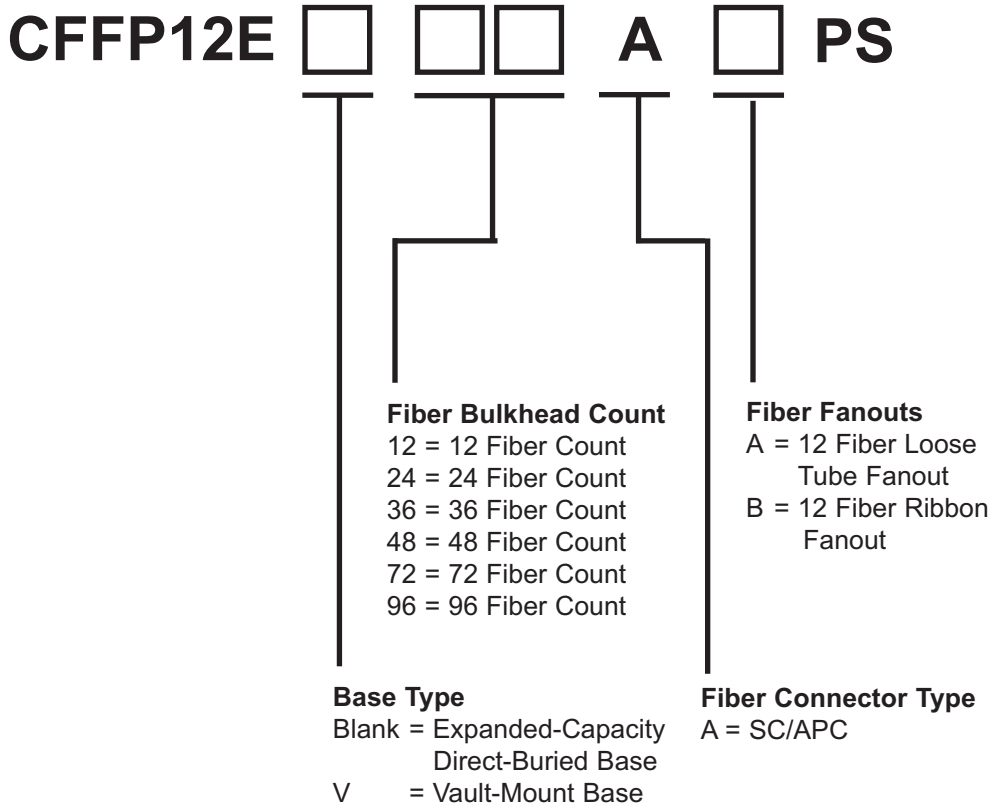 CFFP12E A PS
Fiber Bulkhead Count
12 = 12 Fiber Count
24 = 24 Fiber Count
36 = 36 Fiber Count
48 = 48 Fiber Count
72 = 72 Fiber Count
96 = 96 Fiber Count
Fiber Fanouts
A = 12 Fiber Loose
Tube Fanout
B = 12 Fiber Ribbon
Fanout
Base Type
Blank = Expanded-Capacity
Direct-Buried Base
V = Vault-Mount Base
Fiber Connector Type
A = SC/APC